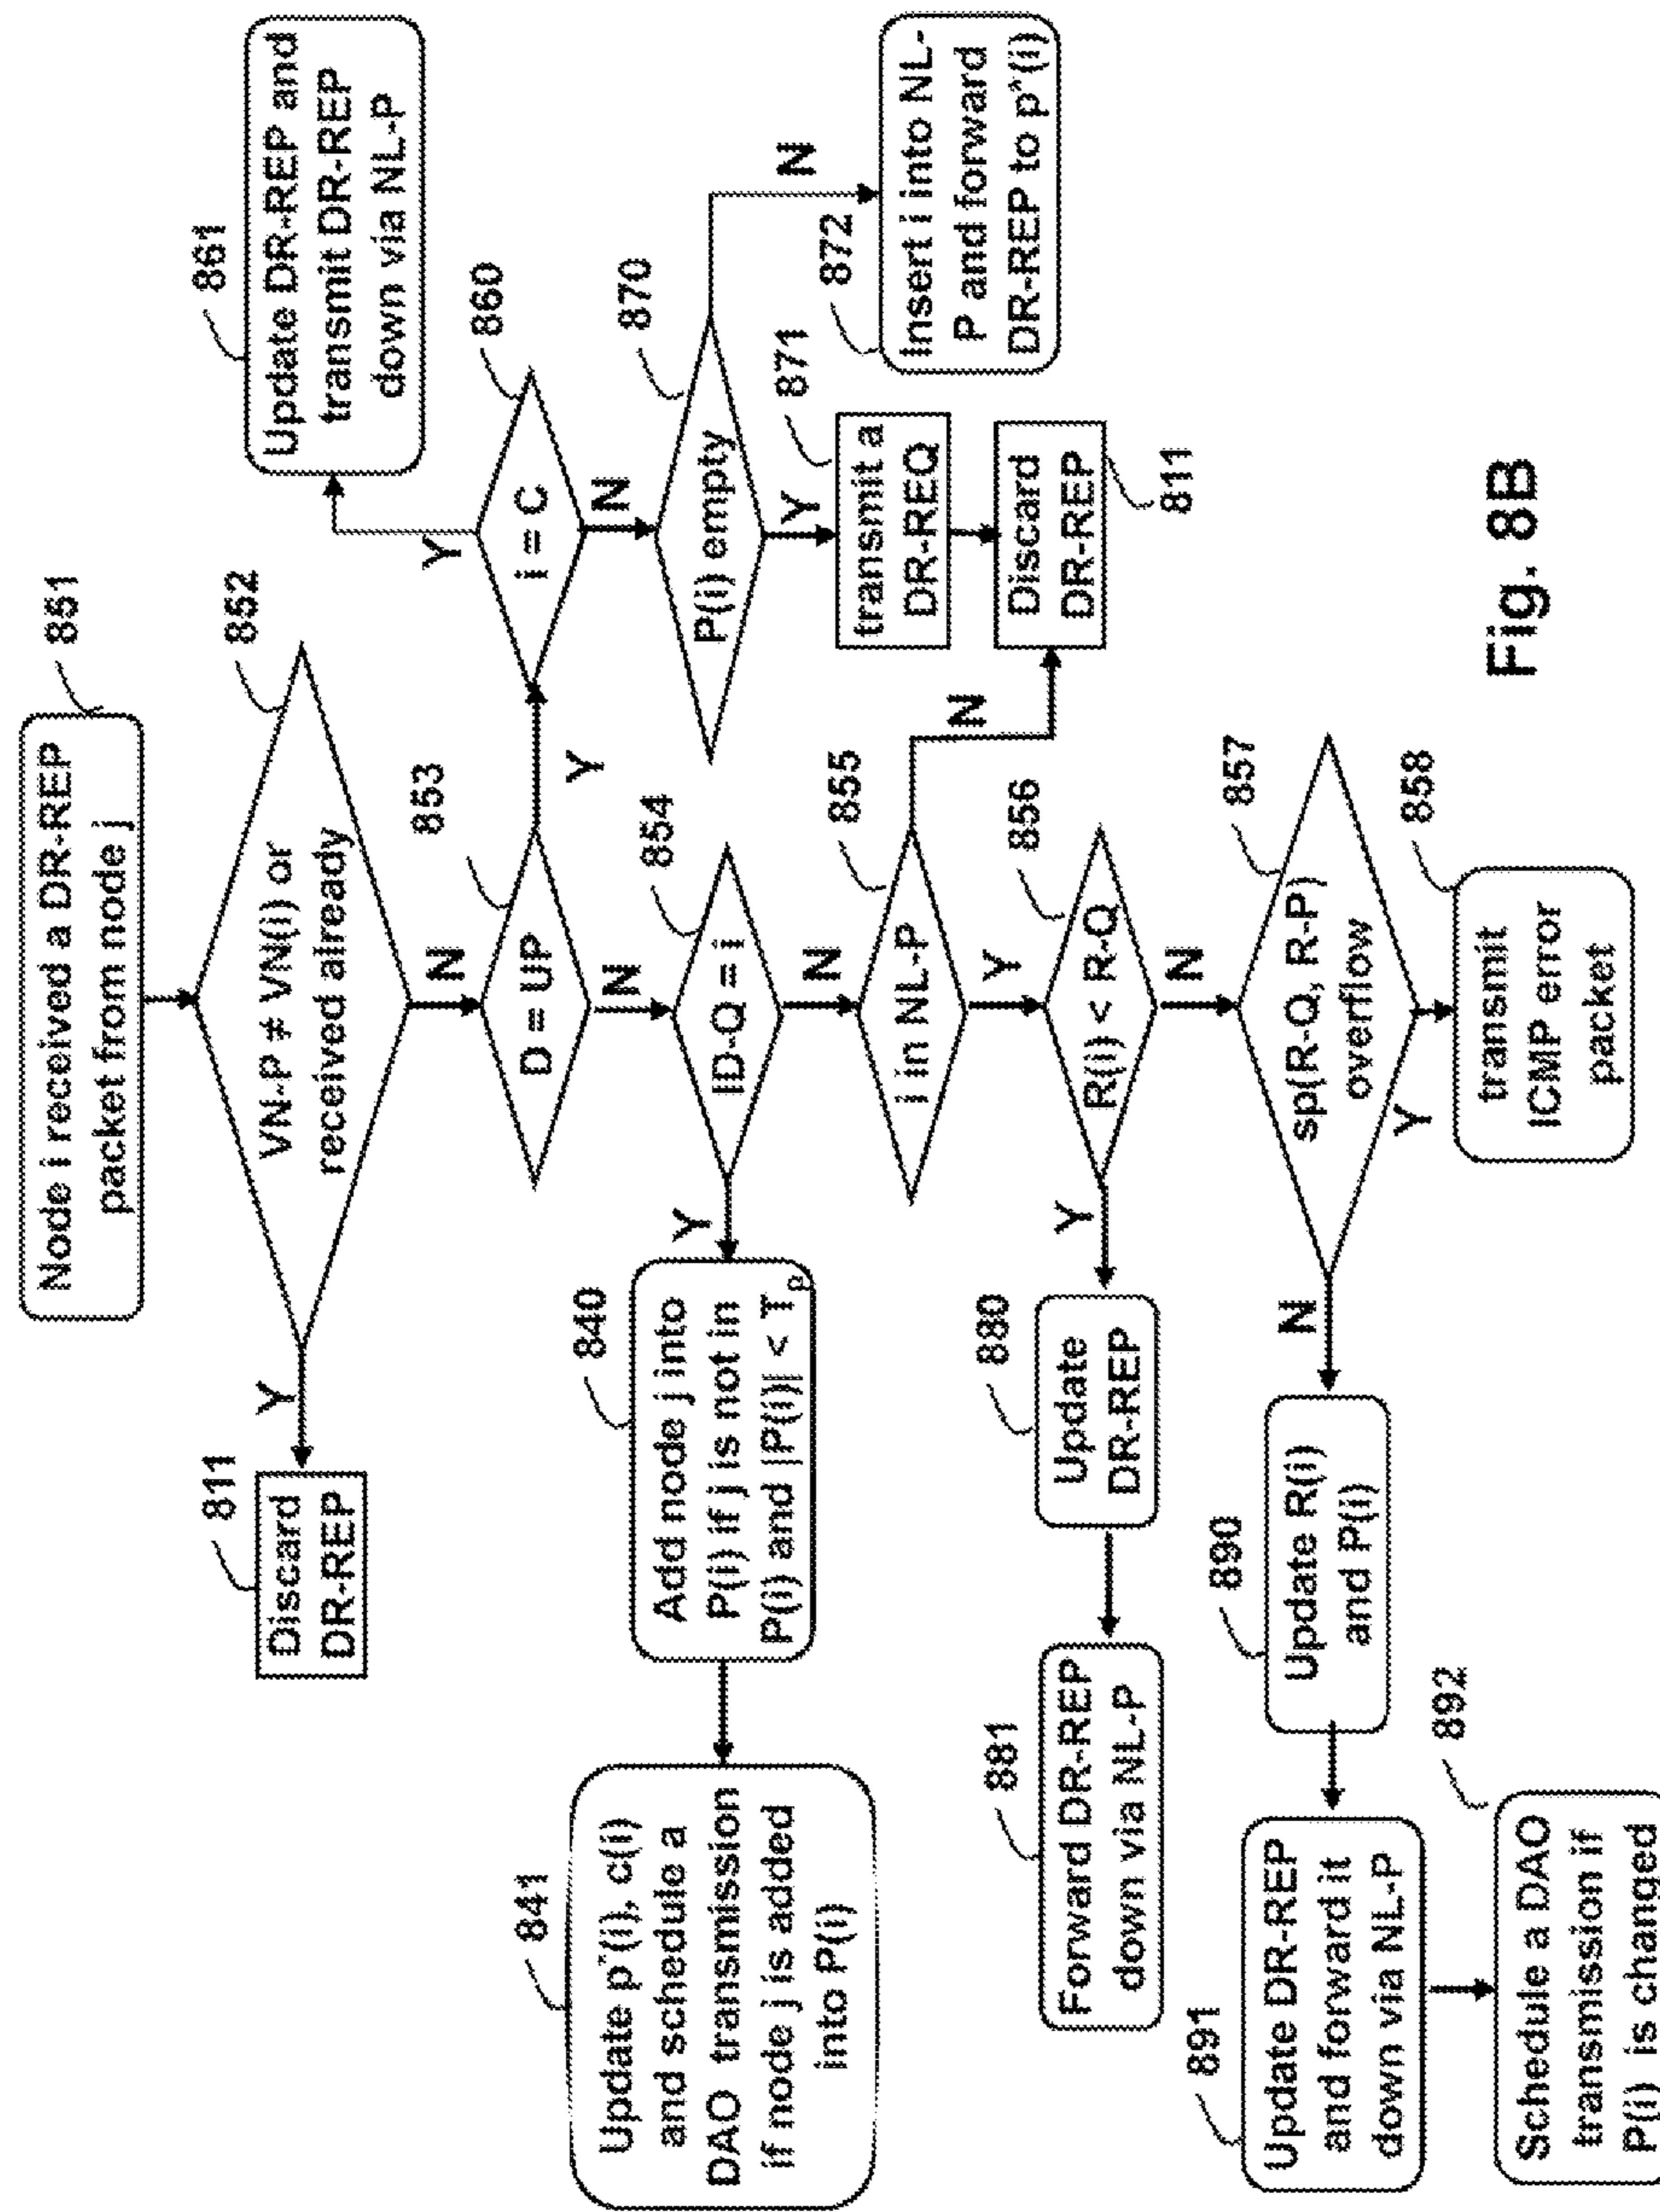 Node i received a DR-REP
packet from node j
851
VN-P ≠ VN(i) or
received already
852
Y
N
811
Discard
DR-REP
D = UP
853
Y
N
i = C
860
Y
N
861
Update DR-REP and
transmit DR-REP
down via NL-P
P(i) empty
870
Y
N
871
transmit a
DR-REQ
872
Insert i into NL-
P and forward
DR-REP to p*(i)
Discard
DR-REP
811
ID-Q = i
854
Y
N
840
Add node j into
P(i) if j is not in
P(i) and |P(i)| < Tp
841
Update p*(i), c(i)
and schedule a
DAO transmission
if node j is added
into P(i)
i in NL-P
855
N
Y
R(i) < R-Q
856
Y
N
880
Update
DR-REP
881
Forward DR-REP
down via NL-P
sp(R-Q, R-P)
overflow
857
N
Y
858
transmit
ICMP error
packet
890
Update R(i)
and P(i)
891
Update DR-REP
and forward it
down via NL-P
892
Schedule a DAO
transmission if
P(i) is changed
Fig. 8B